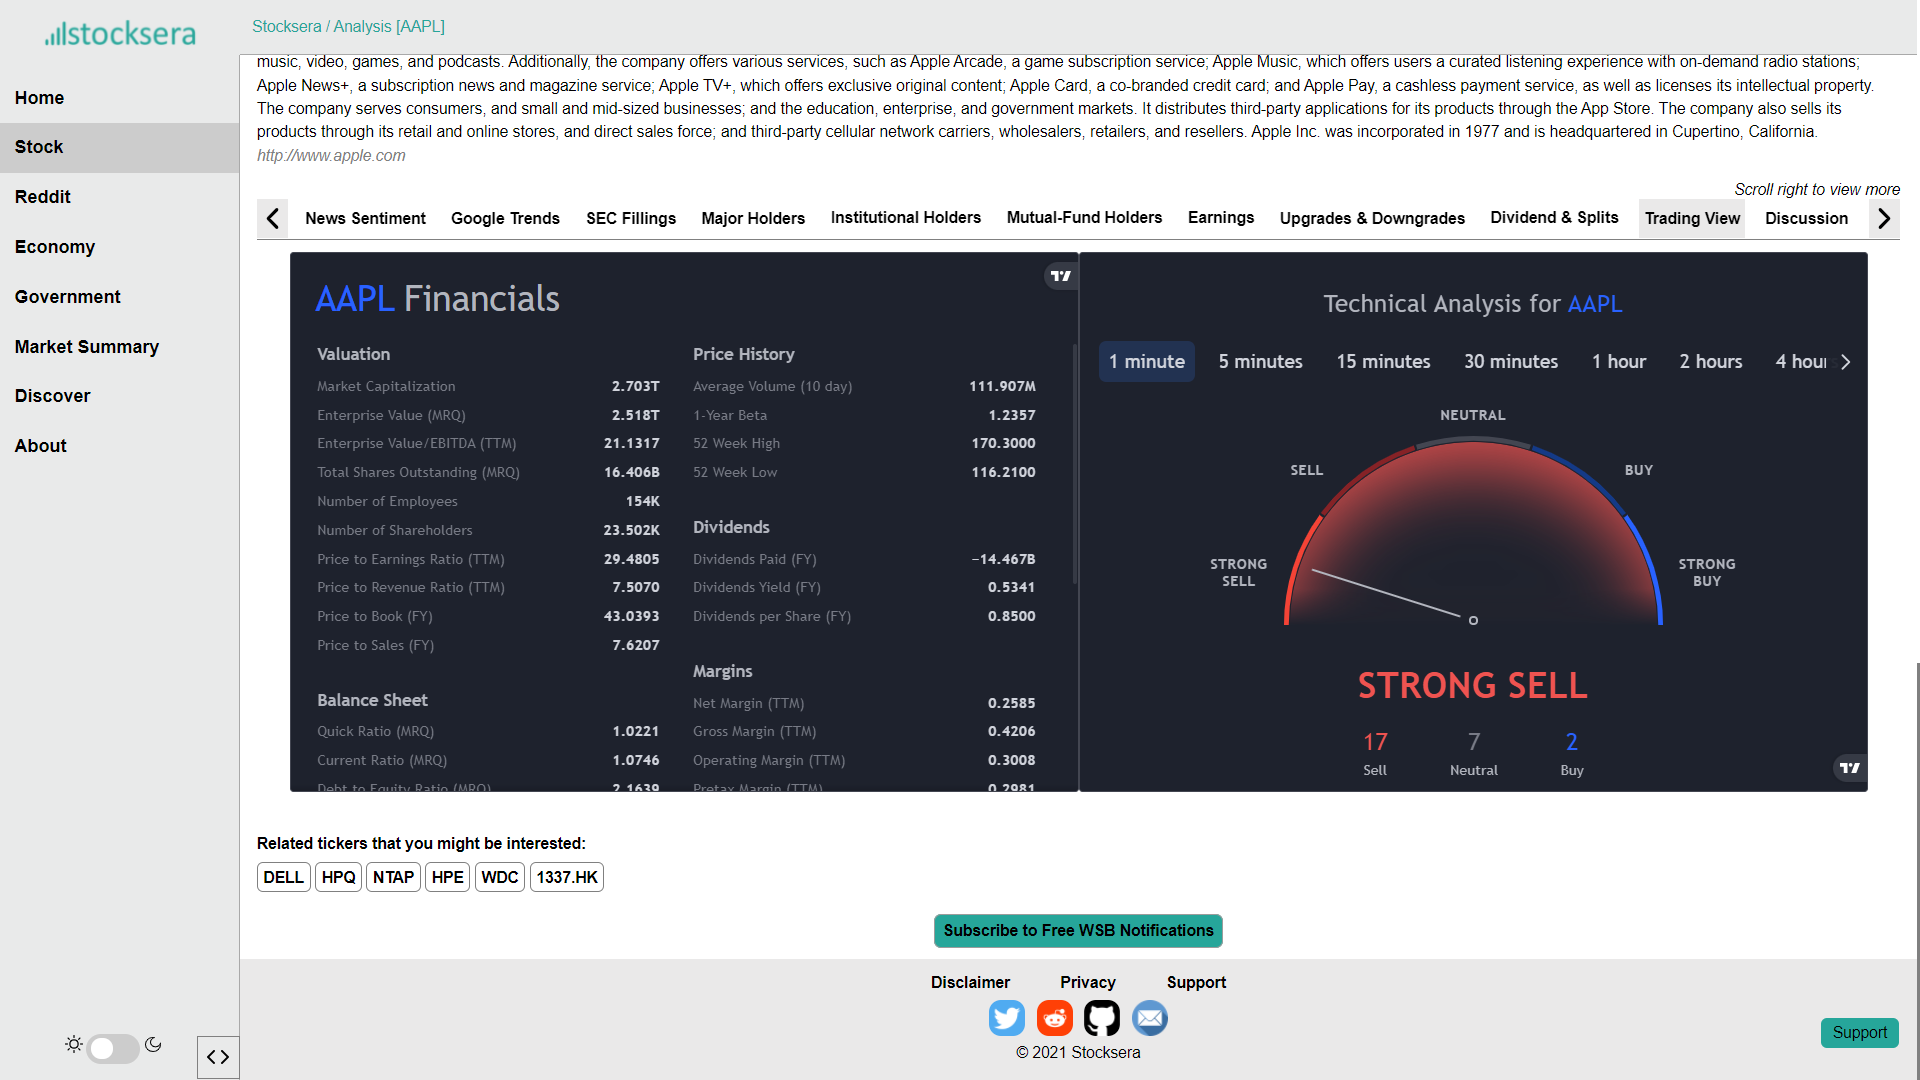 stocksera
Stocksera / Analysis [AAPL]
Home
Stock
Reddit
Economy
Government
Market Summary
Discover
About
music, video, games, and podcasts. Additionally, the company offers various services, such as Apple Arcade, a game subscription service; Apple Music, which offers users a curated listening experience with on-demand radio stations;
Apple News+, a subscription news and magazine service; Apple TV+, which offers exclusive original content; Apple Card, a co-branded credit card; and Apple Pay, a cashless payment service, as well as licenses its intellectual property.
The company serves consumers, and small and mid-sized businesses; and the education, enterprise, and government markets. It distributes third-party applications for its products through the App Store. The company also sells its
products through its retail and online stores, and direct sales force; and third-party cellular network carriers, wholesalers, retailers, and resellers. Apple Inc. was incorporated in 1977 and is headquartered in Cupertino, California.
http://www.apple.com
Scroll right to view more
News Sentiment Google Trends SEC Fillings Major Holders Institutional Holders Mutual-Fund Holders Earnings Upgrades & Downgrades Dividend & Splits Trading View Discussion
AAPL Financials
Valuation
Market Capitalization 2.703T
Enterprise Value (MRQ) 2.518T
Enterprise Value/EBITDA (TTM) 21.1317
Total Shares Outstanding (MRQ) 16.406B
Number of Employees 154K
Number of Shareholders 23.502K
Price to Earnings Ratio (TTM) 29.4805
Price to Revenue Ratio (TTM) 7.5070
Price to Book (FY) 43.0393
Price to Sales (FY) 7.6207
Balance Sheet
Quick Ratio (MRQ) 1.0221
Current Ratio (MRQ) 1.0746
Debt to Equity Ratio (MRQ) 2.1639
Price History
Average Volume (10 day) 111.907M
1-Year Beta 1.2357
52 Week High 170.3000
52 Week Low 116.2100
Dividends
Dividends Paid (FY) −14.467B
Dividends Yield (FY) 0.5341
Dividends per Share (FY) 0.8500
Margins
Net Margin (TTM) 0.2585
Gross Margin (TTM) 0.4206
Operating Margin (TTM) 0.3008
Pretax Margin (TTM) 0.2981
Technical Analysis for AAPL
1 minute 5 minutes 15 minutes 30 minutes 1 hour 2 hours 4 hour
NEUTRAL
SELL BUY
STRONG
SELL
STRONG
BUY
STRONG SELL
17 7 2
Sell Neutral Buy
Related tickers that you might be interested:
DELL HPQ NTAP HPE WDC 1337.HK
Subscribe to Free WSB Notifications
Disclaimer Privacy Support
© 2021 Stocksera
Support